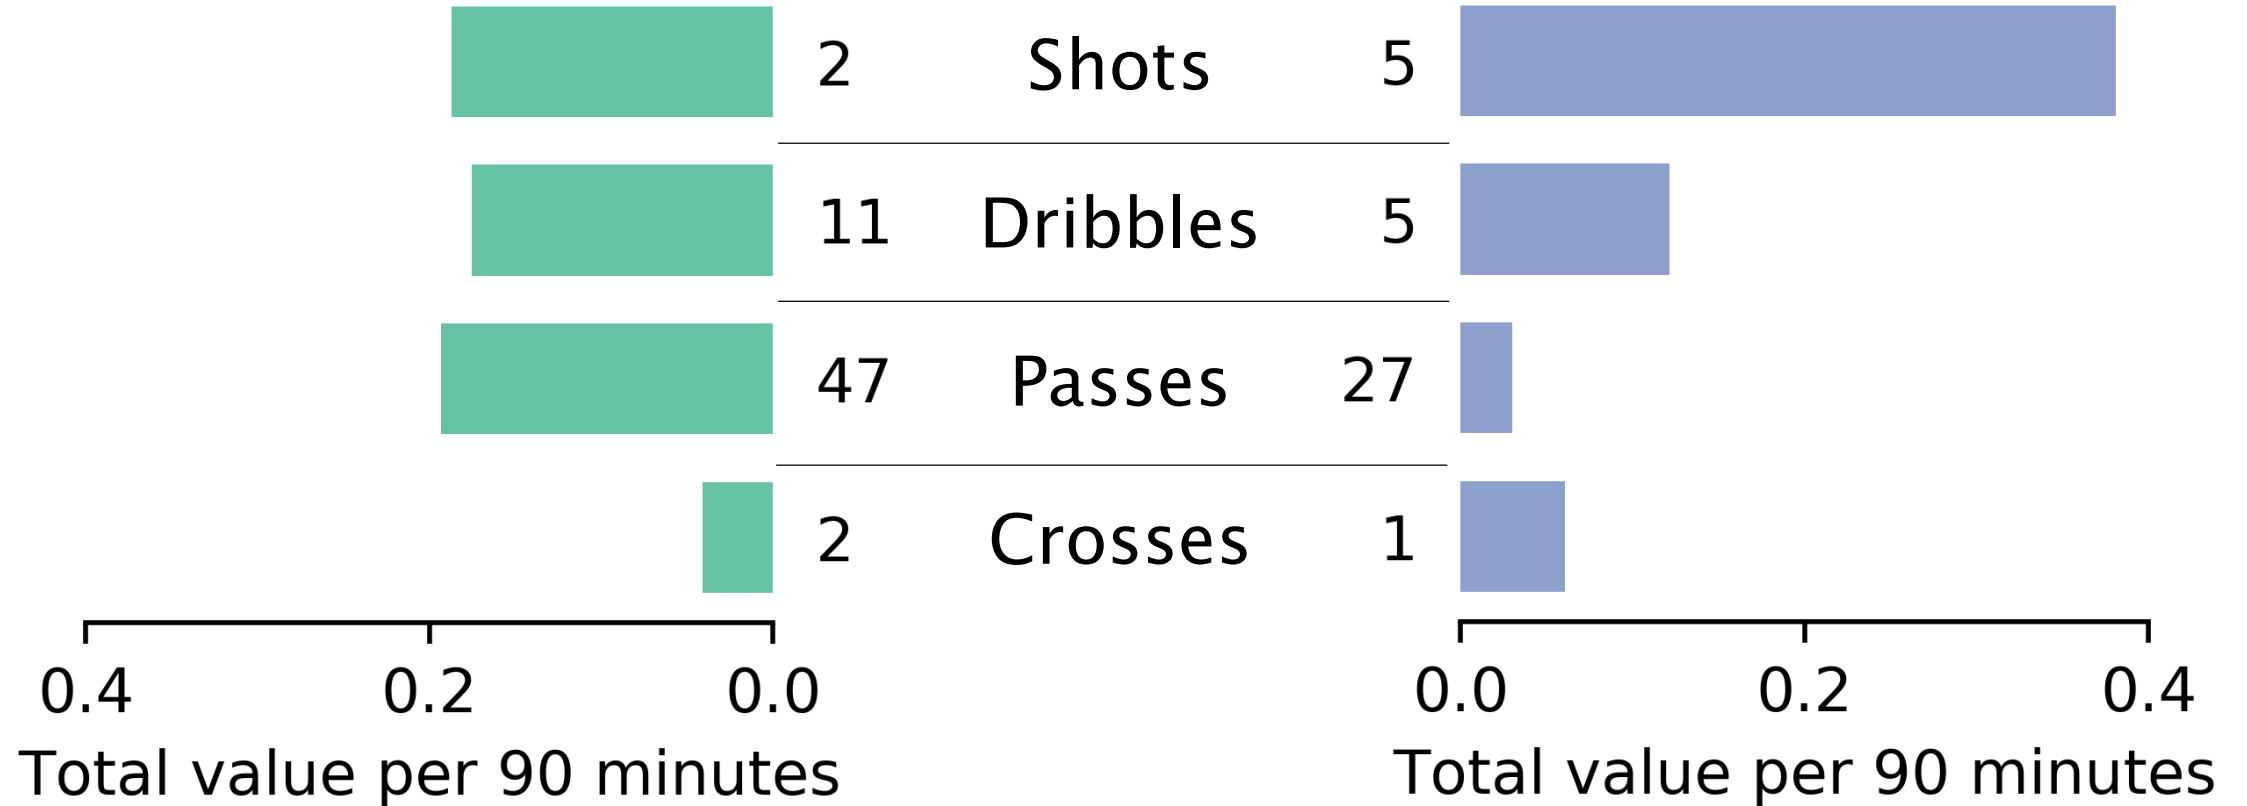 2 Shots 5
11 Dribbles 5
47 Passes 27
2 Crosses 1
0.4 0.2 0.0 0.0 0.2 0.4
Total value per 90 minutes Total value per 90 minutes